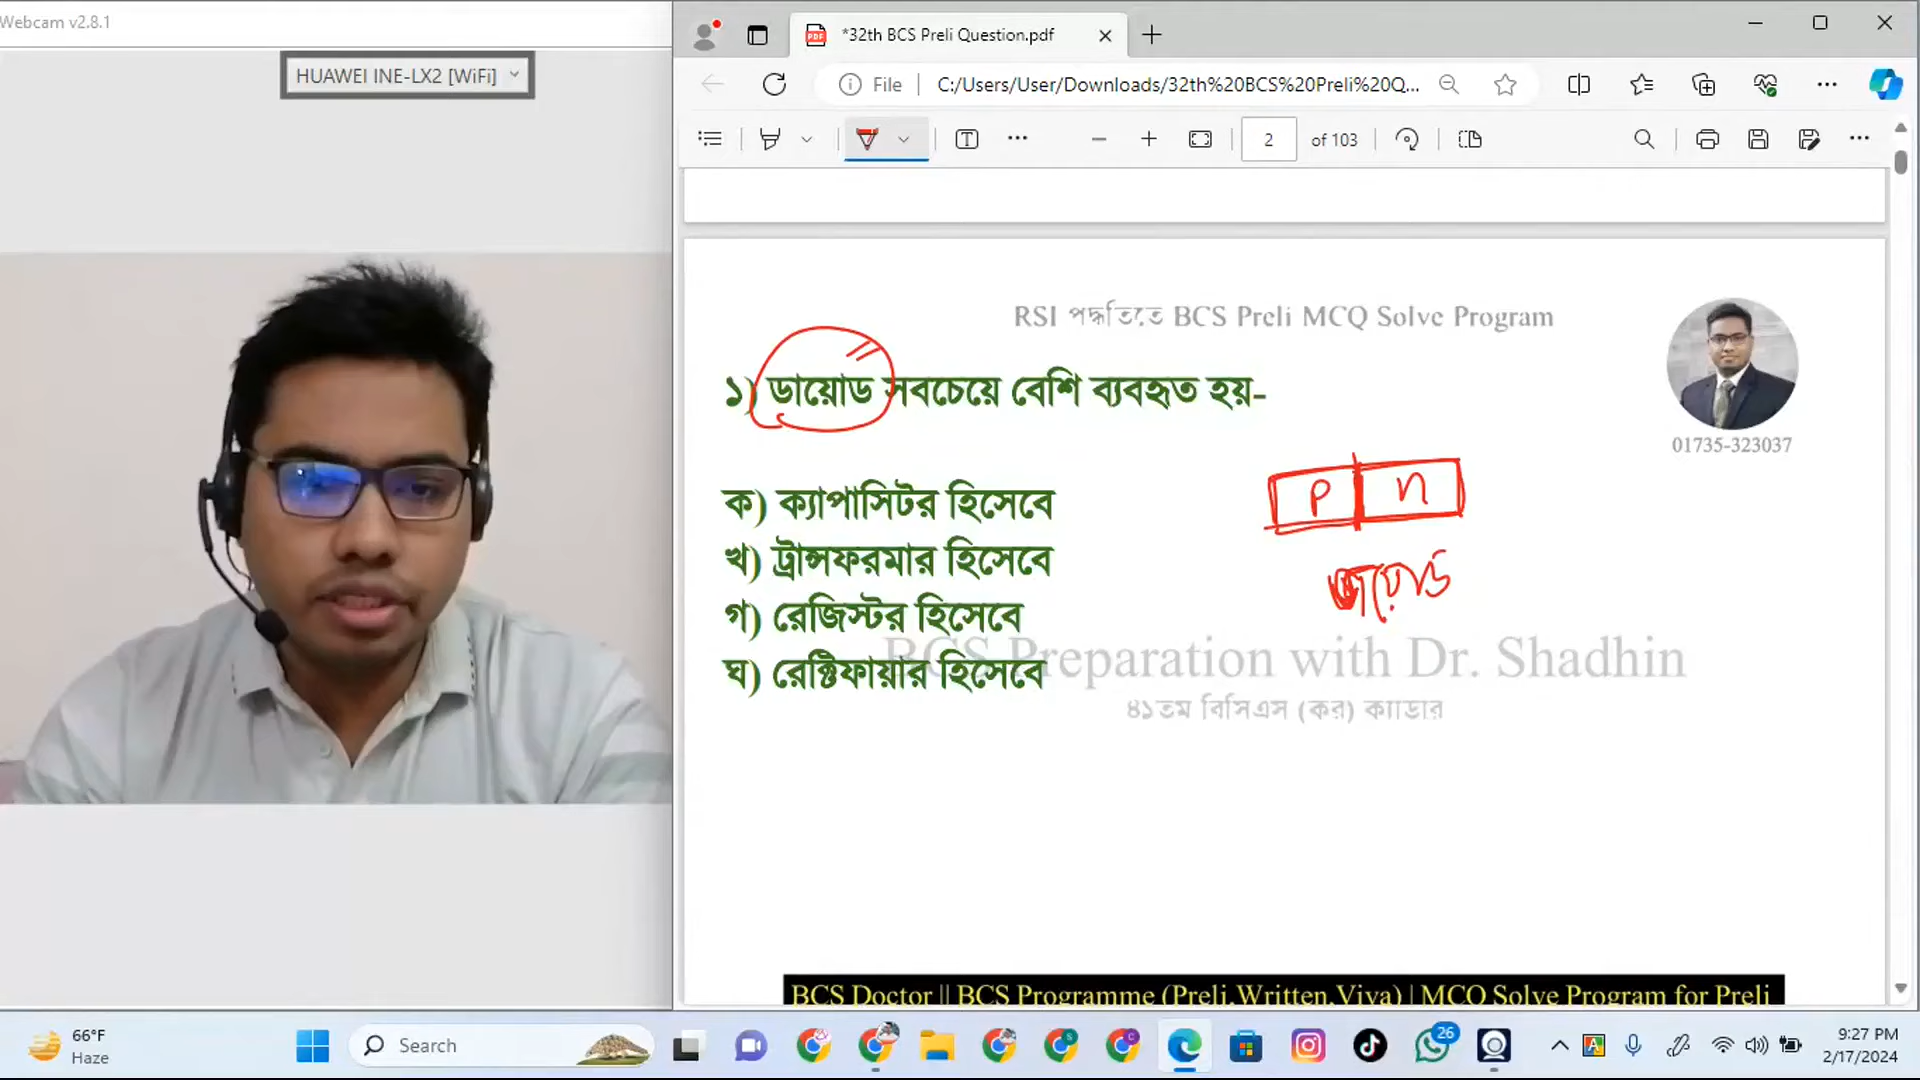 Webcam v2.8.1
HUAWEI INE-LX2 [WiFi]
*32th BCS Preli Question.pdf
File
C:/Users/User/Downloads/32th%20BCS%20Preli%20Q...
2
of 103
RSI পদ্ধতিতে BCS Preli MCQ Solve Program
১) ডায়োড সবচেয়ে বেশি ব্যবহৃত হয়-
01735-323037
ক) ক্যাপাসিটর হিসেবে
P n
খ) ট্রান্সফরমার হিসেবে
ডায়োড
গ) রেজিস্টর হিসেবে
BCS Preparation with Dr. Shadhin
ঘ) রেক্টিফায়ার হিসেবে
৪১তম বিসিএস (কর) ক্যাডার
BCS Doctor || BCS Programme (Preli,Written,Viva) | MCQ Solve Program for Preli
66°F
Haze
Search
26
9:27 PM
2/17/2024